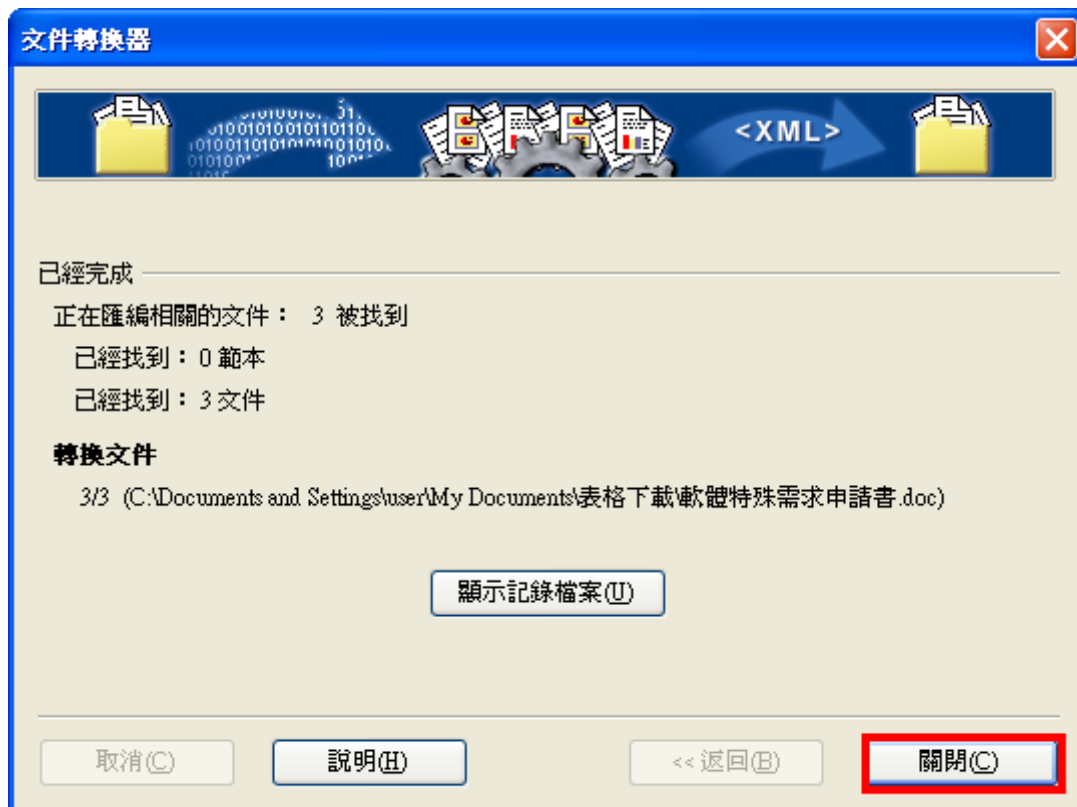 文件轉換器
<XML>
已經完成
正在匯編相關的文件： 3 被找到
已經找到：0 範本
已經找到：3 文件
轉換文件
3/3 (C:\Documents and Settings\user\My Documents\表格下載\軟體特殊需求申請書.doc)
顯示記錄檔案(U)
取消(C)
說明(H)
<< 返回(B)
關閉(C)